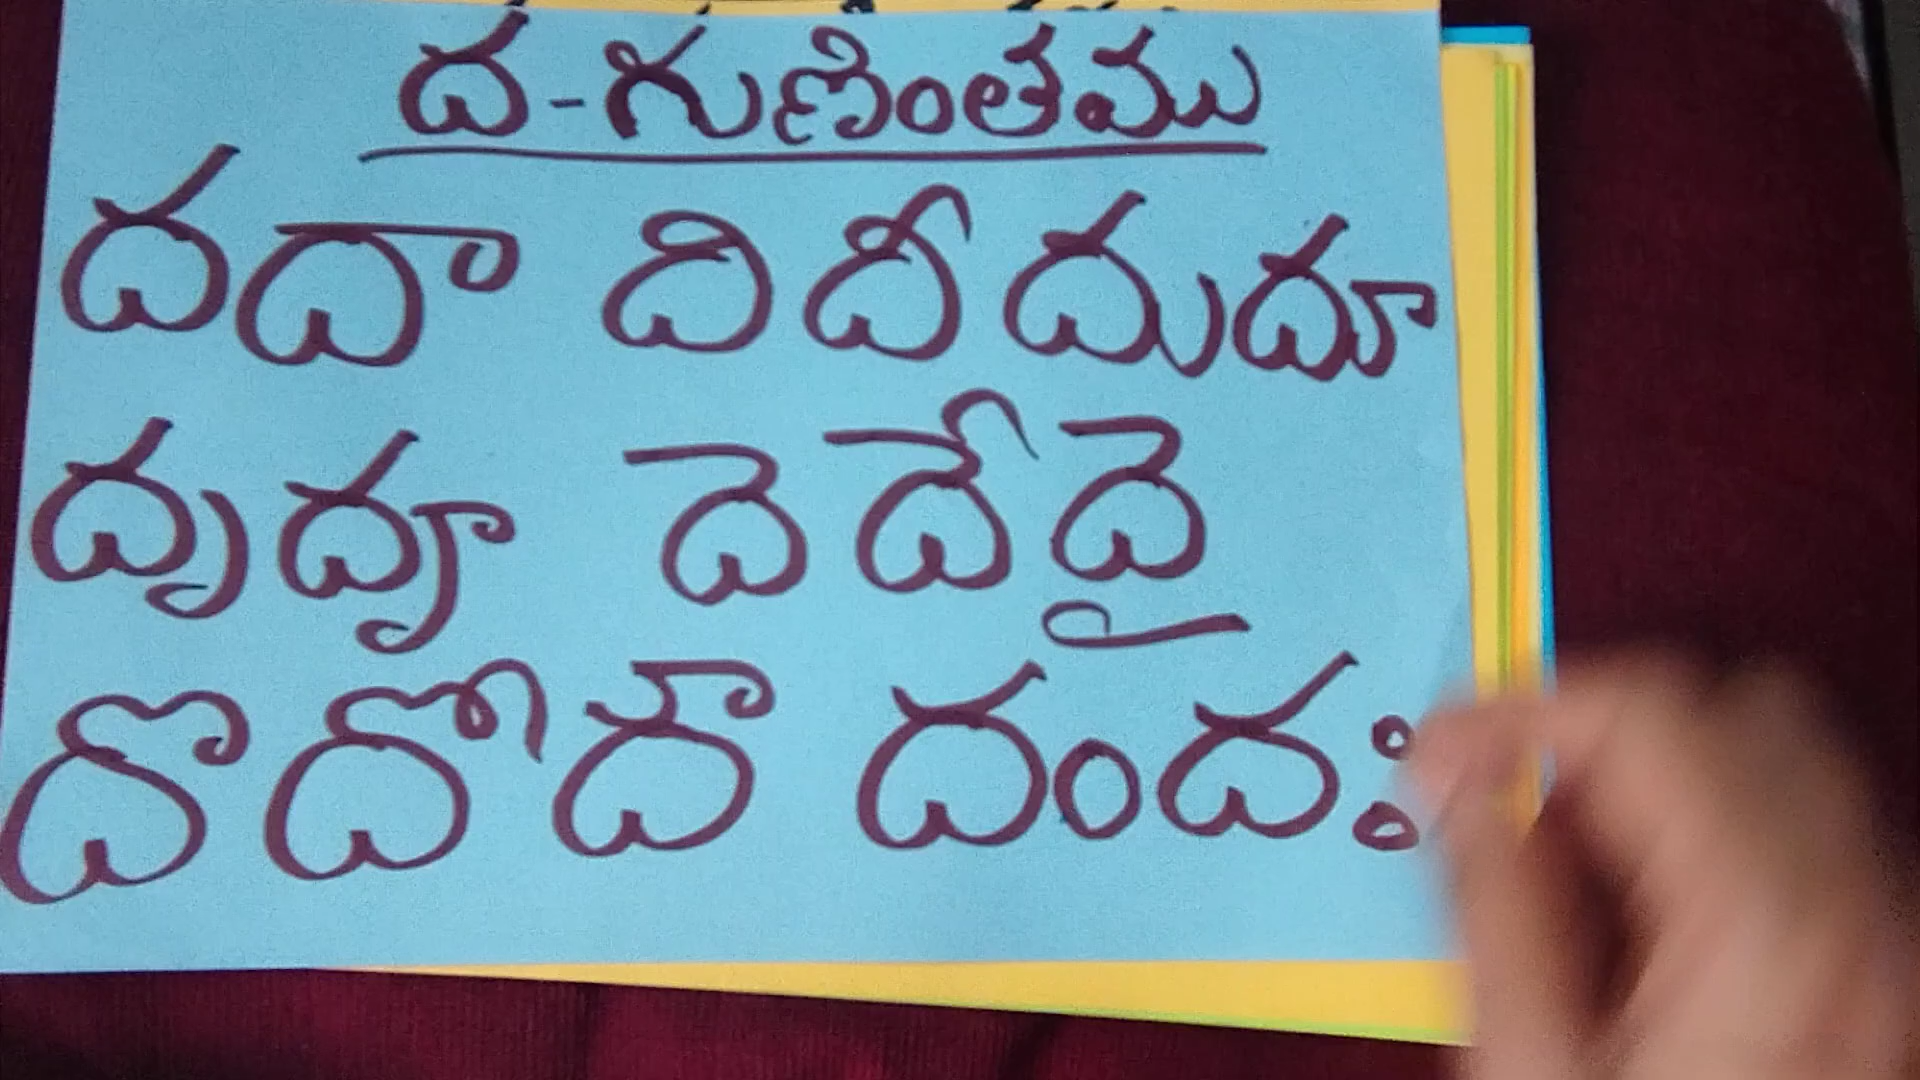 ద - గుణింతము
ద దా ది దీ దు దూ
దృ దౄ దె దే దై
దొ దో దౌ దం దః